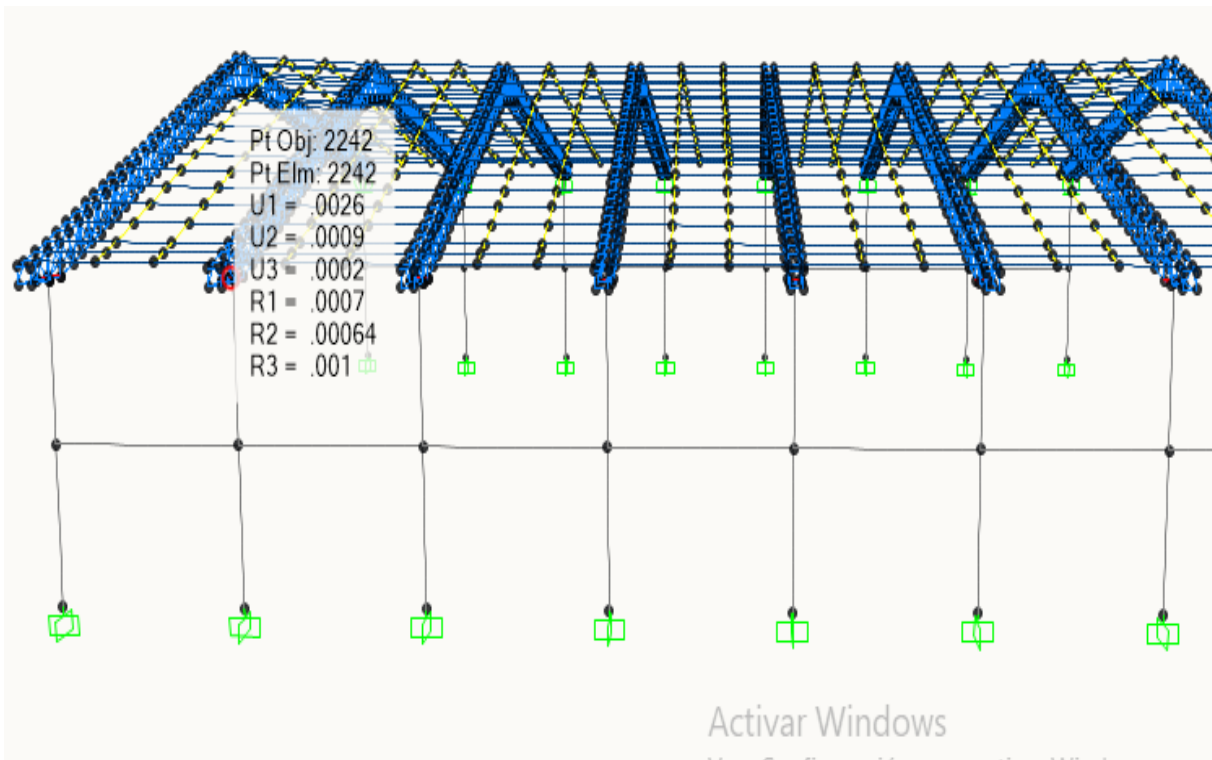 Pt Obj: 2242
Pt Elm: 2242
U1 = .0026
U2 = .0009
U3 = .0002
R1 = .0007
R2 = .00064
R3 = .001
Activar Windows